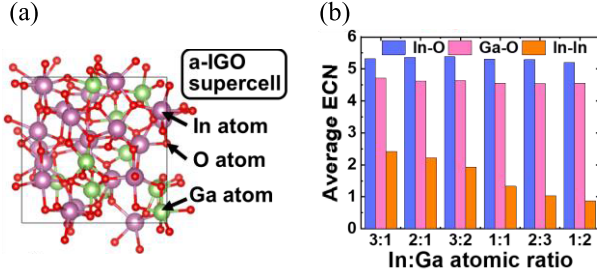 (a)
a-IGO
supercell
In atom
O atom
Ga atom
(b)
In-O Ga-O In-In
Average ECN
6
5
4
3
2
1
0
3:1 2:1 3:2 1:1 2:3 1:2
In:Ga atomic ratio